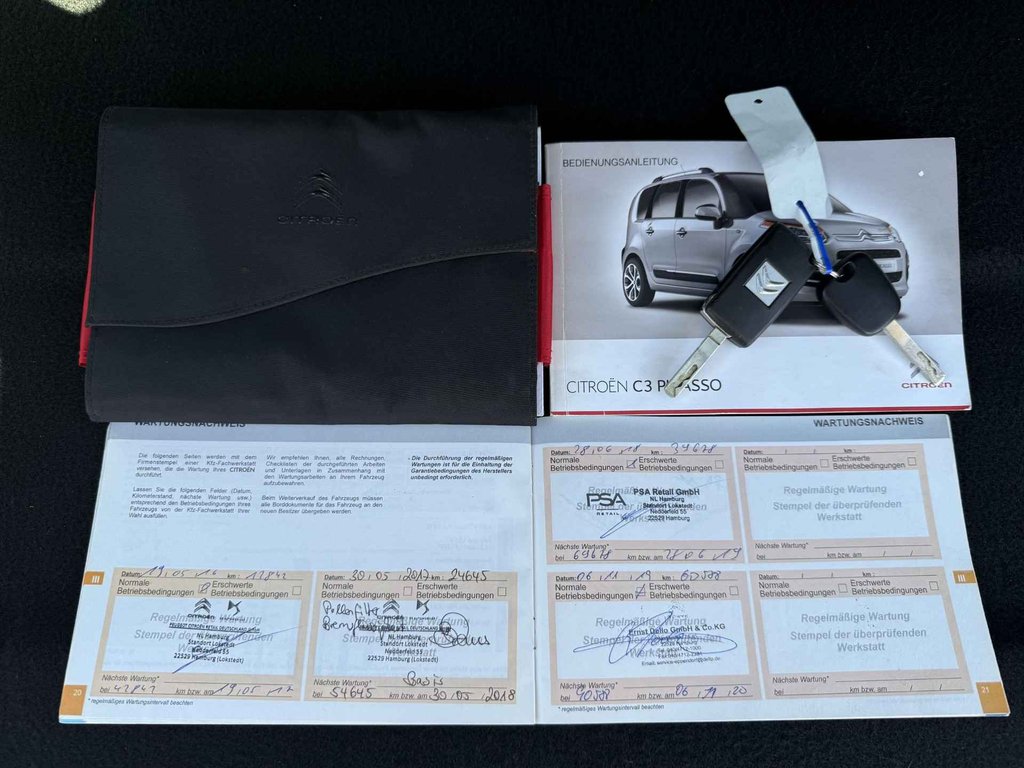 CITROËN
BEDIENUNGSANLEITUNG
CITROËN C3 PICASSO
CITROËN
WARTUNGSNACHWEIS
Die folgenden Seiten werden mit dem
Firmenstempel einer Kfz-Fachwerkstatt
versehen, die die Wartung Ihres CITROËN
durchführt.
Lassen Sie die folgenden Felder (Datum,
Kilometerstand, nächste Wartung usw.)
entsprechend den Betriebsbedingungen Ihres
Fahrzeugs von der Kfz-Fachwerkstatt Ihrer
Wahl ausfüllen.
Wir empfehlen Ihnen, alle Rechnungen,
Checklisten der durchgeführten Arbeiten
und Unterlagen in Zusammenhang mit
den Wartungsarbeiten an Ihrem Fahrzeug
aufzubewahren.
Beim Weiterverkauf des Fahrzeugs müssen
alle Borddokumente für das Fahrzeug an den
neuen Besitzer übergeben werden.
- Die Durchführung der regelmäßigen
Wartungen ist für die Einhaltung der
Garantiebedingungen des Herstellers
unbedingt erforderlich.
III
Datum: 19.05.16 km:
Normale Betriebsbedingungen
Erschwerte Betriebsbedingungen
Regelmäßige Wartung
Stempel der
CITROËN
NL Hamburg
Standort Lokstedt
Nedderfeld 55
22529 Hamburg (Lokstedt)
Nächste Wartung*
bei 42842 km bzw. am 19.05.17
Datum: 30.05.2017 km: 24645
Normale Betriebsbedingungen
Erschwerte Betriebsbedingungen
Pollenfilter
NL Hamburg
Standort Lokstedt
Nedderfeld 55
22529 Hamburg (Lokstedt)
Basis
Nächste Wartung*
bei 54645 km bzw. am 30.05.2018
20
* regelmäßiges Wartungsintervall beachten
WARTUNGSNACHWEIS
Datum: 28.06.18 39678
Normale Betriebsbedingungen
Erschwerte Betriebsbedingungen
PSA
RETAIL
PSA Retail GmbH
NL Hamburg
Standort Lokstedt
Nedderfeld 55
22529 Hamburg
Nächste Wartung*
bei 69678 km bzw. am 28.06.19
Datum: / / km:
Normale Betriebsbedingungen
Erschwerte Betriebsbedingungen
Regelmäßige Wartung
Stempel der überprüfenden
Werkstatt
Nächste Wartung*
bei km bzw. am / /
Datum: 06.11.19 60588
Normale Betriebsbedingungen
Erschwerte Betriebsbedingungen
Ernst Dello GmbH & Co.KG
Nächste Wartung*
bei 90588 km bzw. am 06.11.20
Datum: / / km:
Normale Betriebsbedingungen
Erschwerte Betriebsbedingungen
Regelmäßige Wartung
Stempel der überprüfenden
Werkstatt
Nächste Wartung*
bei km bzw. am / /
III
* regelmäßiges Wartungsintervall beachten
21